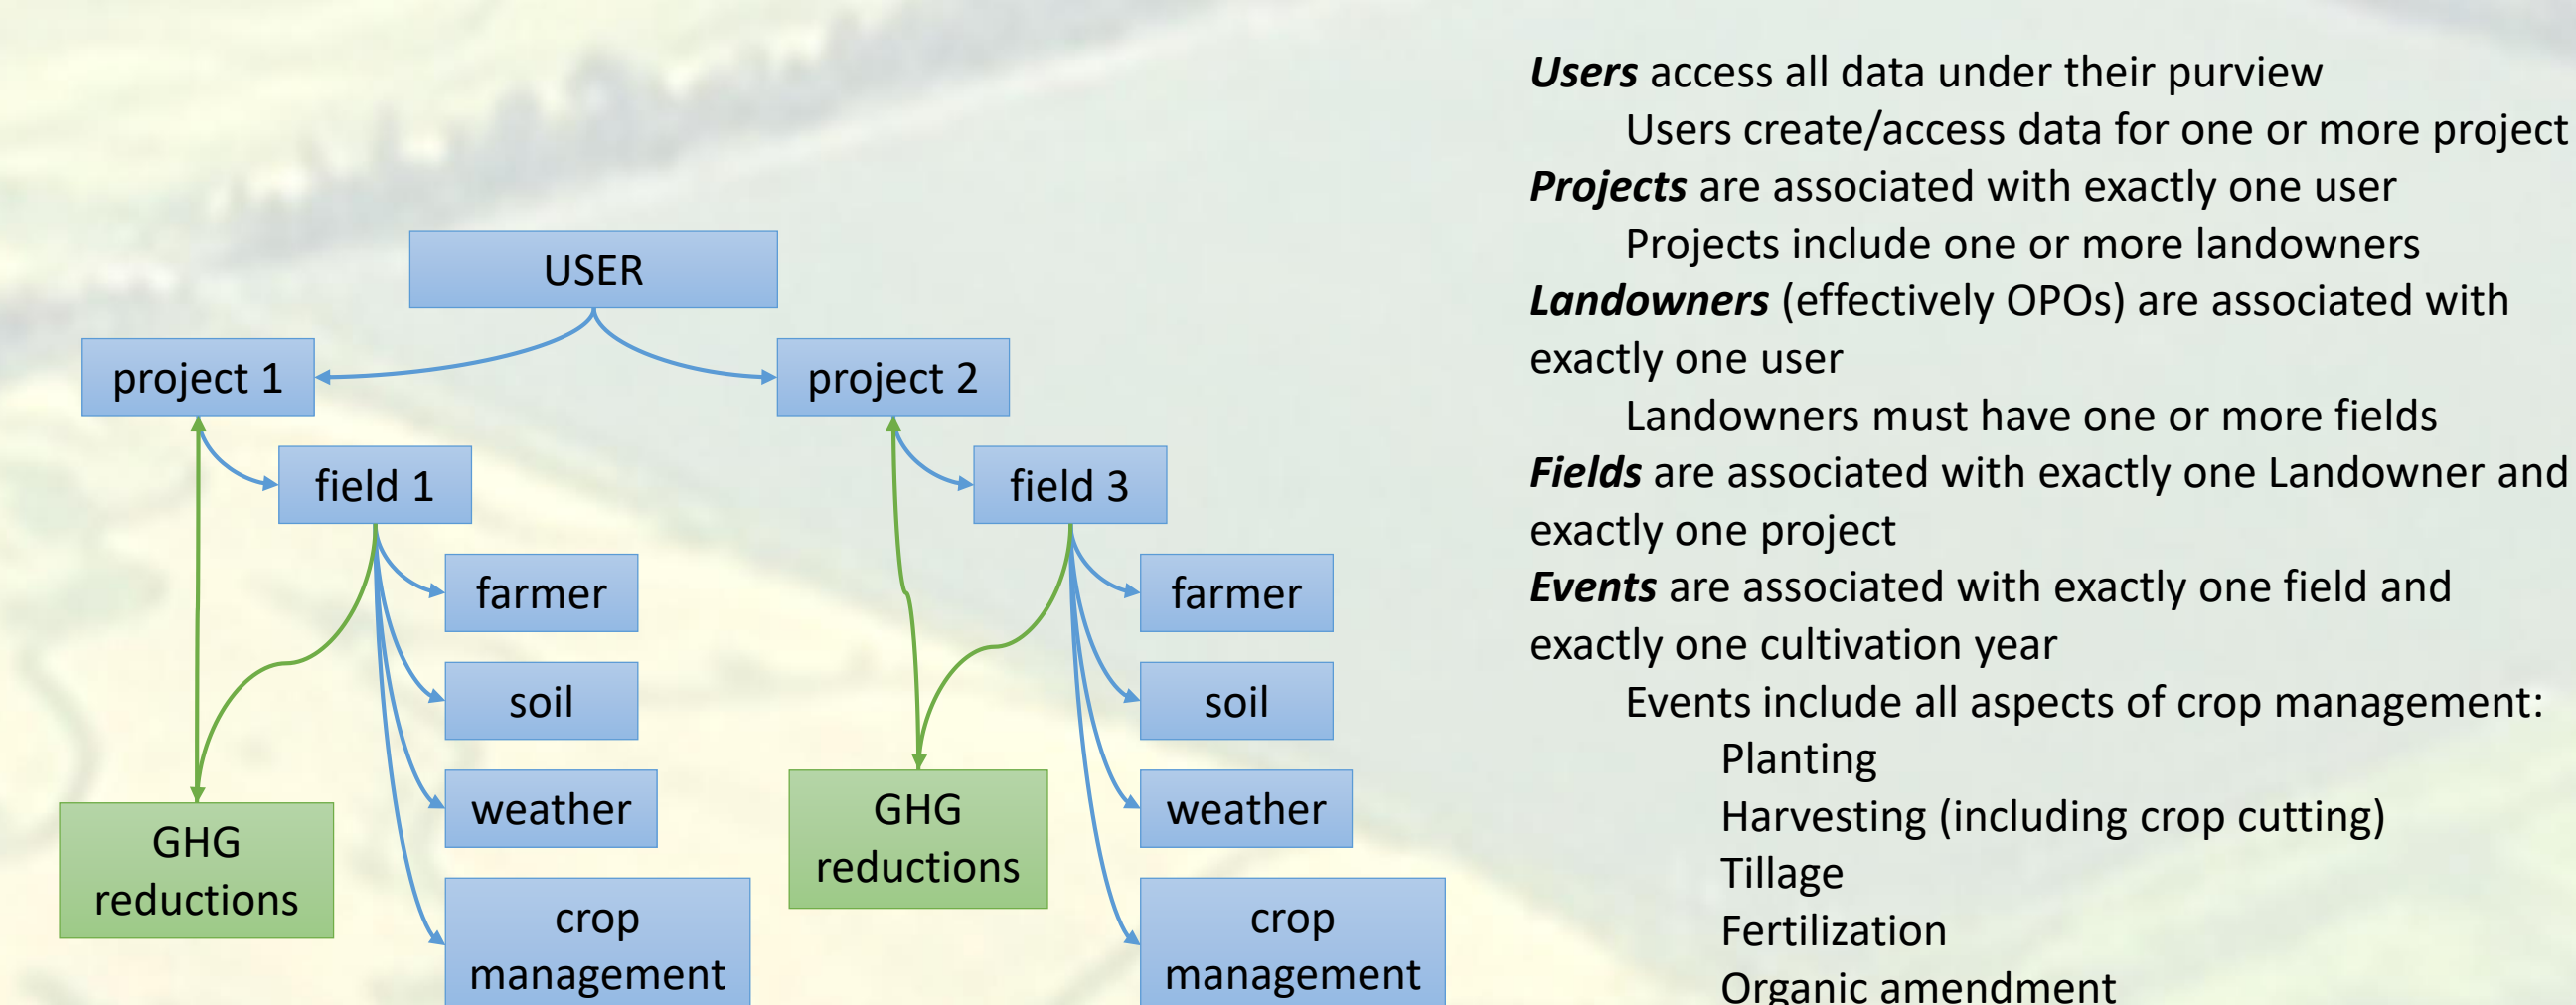 USER
project 1
project 2
field 1
field 3
farmer
farmer
soil
soil
weather
weather
GHG
reductions
GHG
reductions
crop
management
crop
management
Users access all data under their purview
Users create/access data for one or more project
Projects are associated with exactly one user
Projects include one or more landowners
Landowners (effectively OPOs) are associated with
exactly one user
Landowners must have one or more fields
Fields are associated with exactly one Landowner and
exactly one project
Events are associated with exactly one field and
exactly one cultivation year
Events include all aspects of crop management:
Planting
Harvesting (including crop cutting)
Tillage
Fertilization
Organic amendment